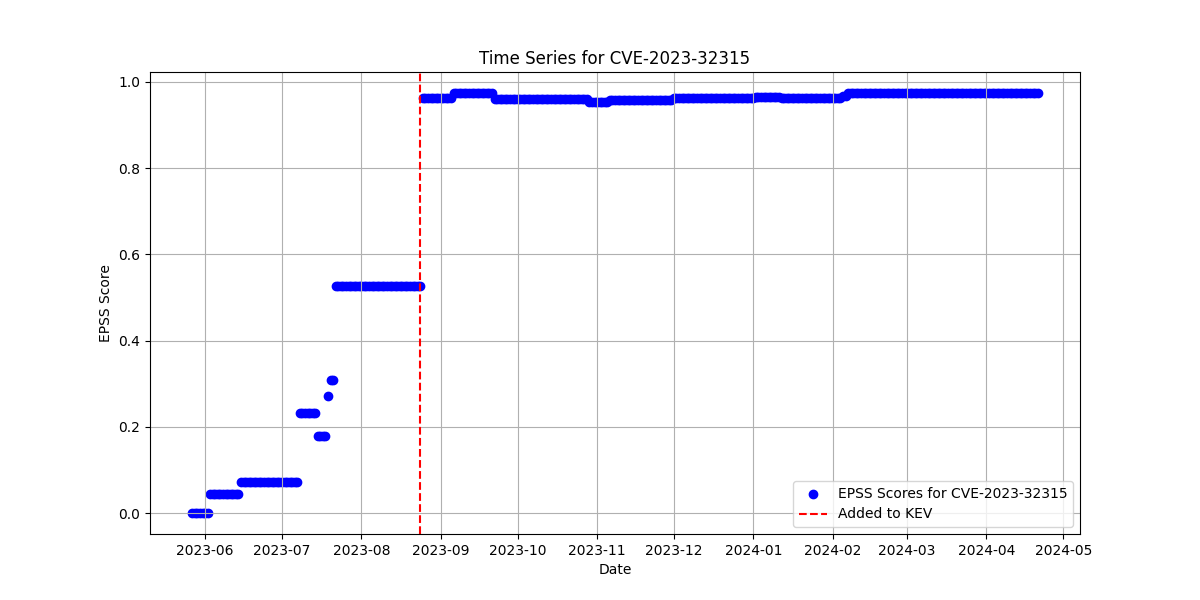 Time Series for CVE-2023-32315
1.0
0.8
0.6
0.4
0.2
0.0
EPSS Score
EPSS Scores for CVE-2023-32315
Added to KEV
2023-06 2023-07 2023-08 2023-09 2023-10 2023-11 2023-12 2024-01 2024-02 2024-03 2024-04 2024-05
Date